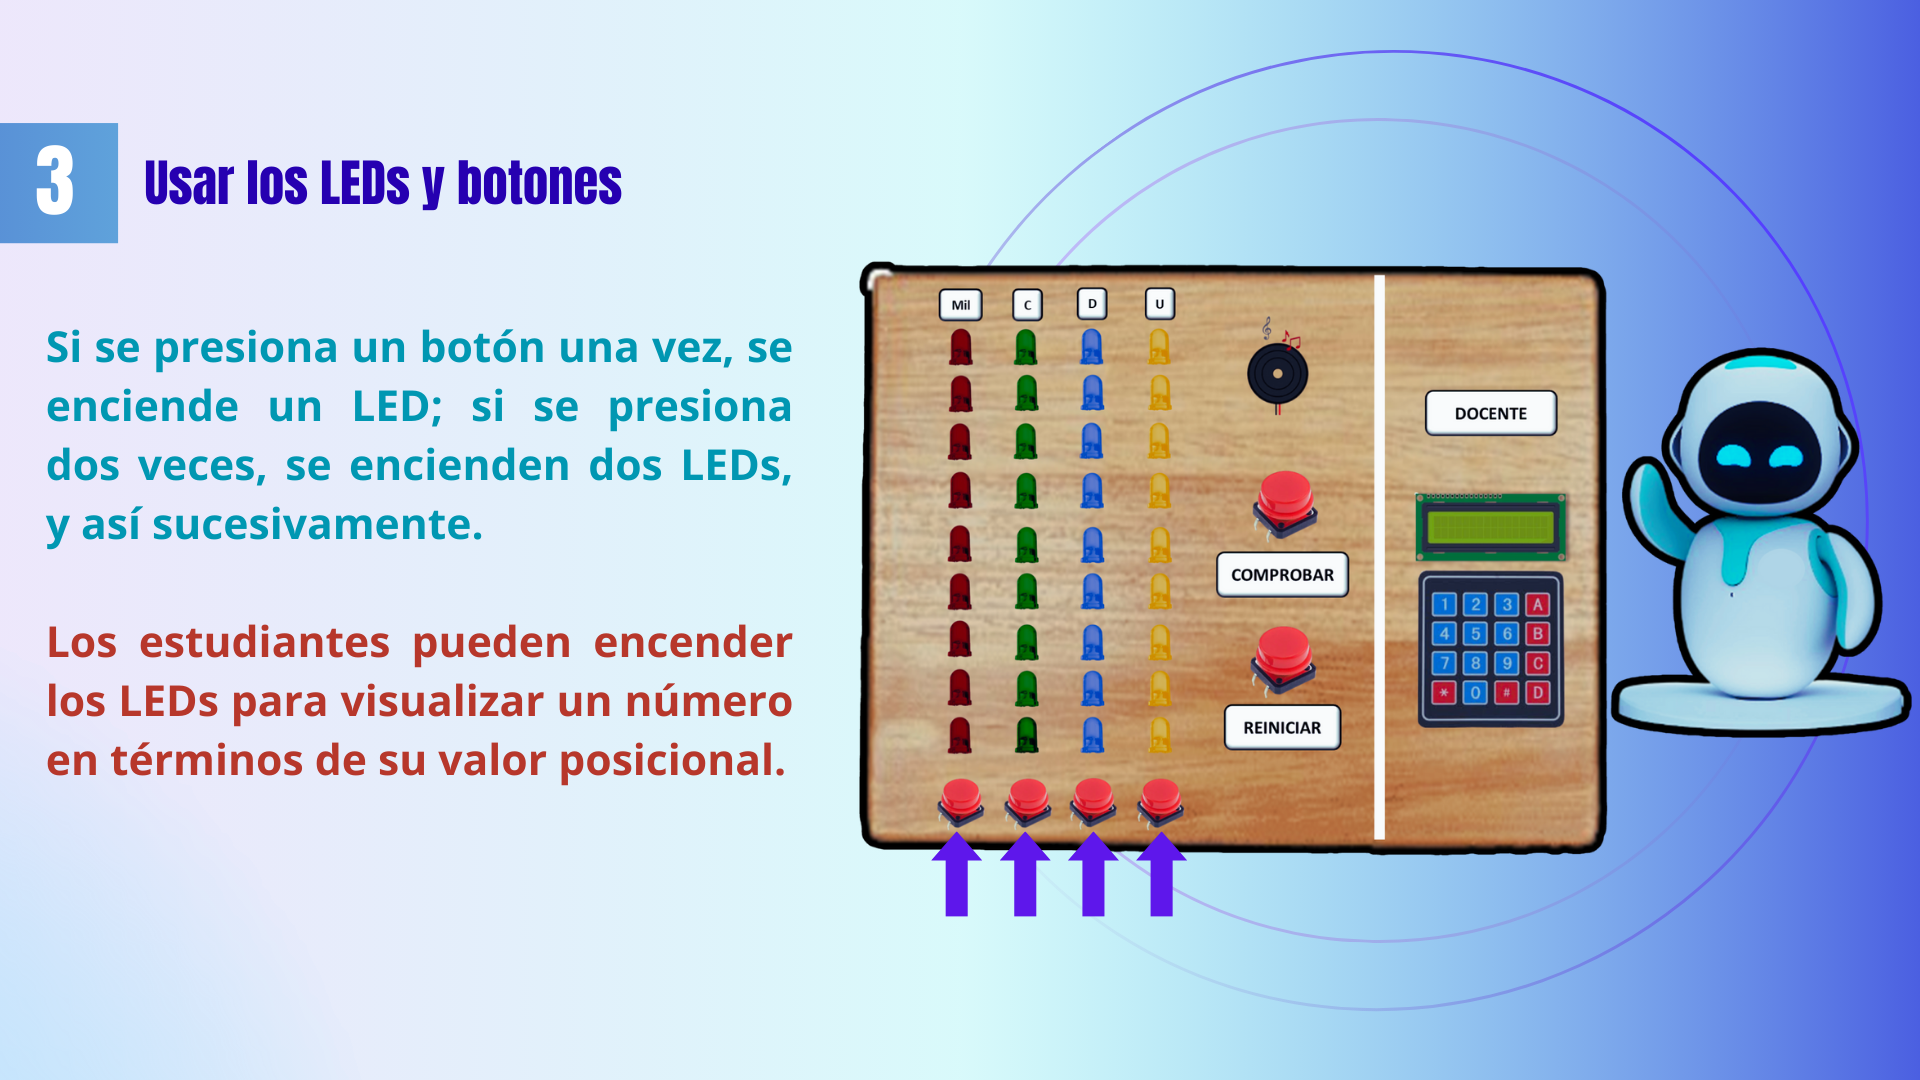 3
Usar los LEDs y botones
Si se presiona un botón una vez, se
enciende un LED; si se presiona
dos veces, se encienden dos LEDs,
y así sucesivamente.
Los estudiantes pueden encender
los LEDs para visualizar un número
en términos de su valor posicional.
Mil C D U
COMPROBAR
REINICIAR
DOCENTE
1 2 3 A
4 5 6 B
7 8 9 C
* 0 # D